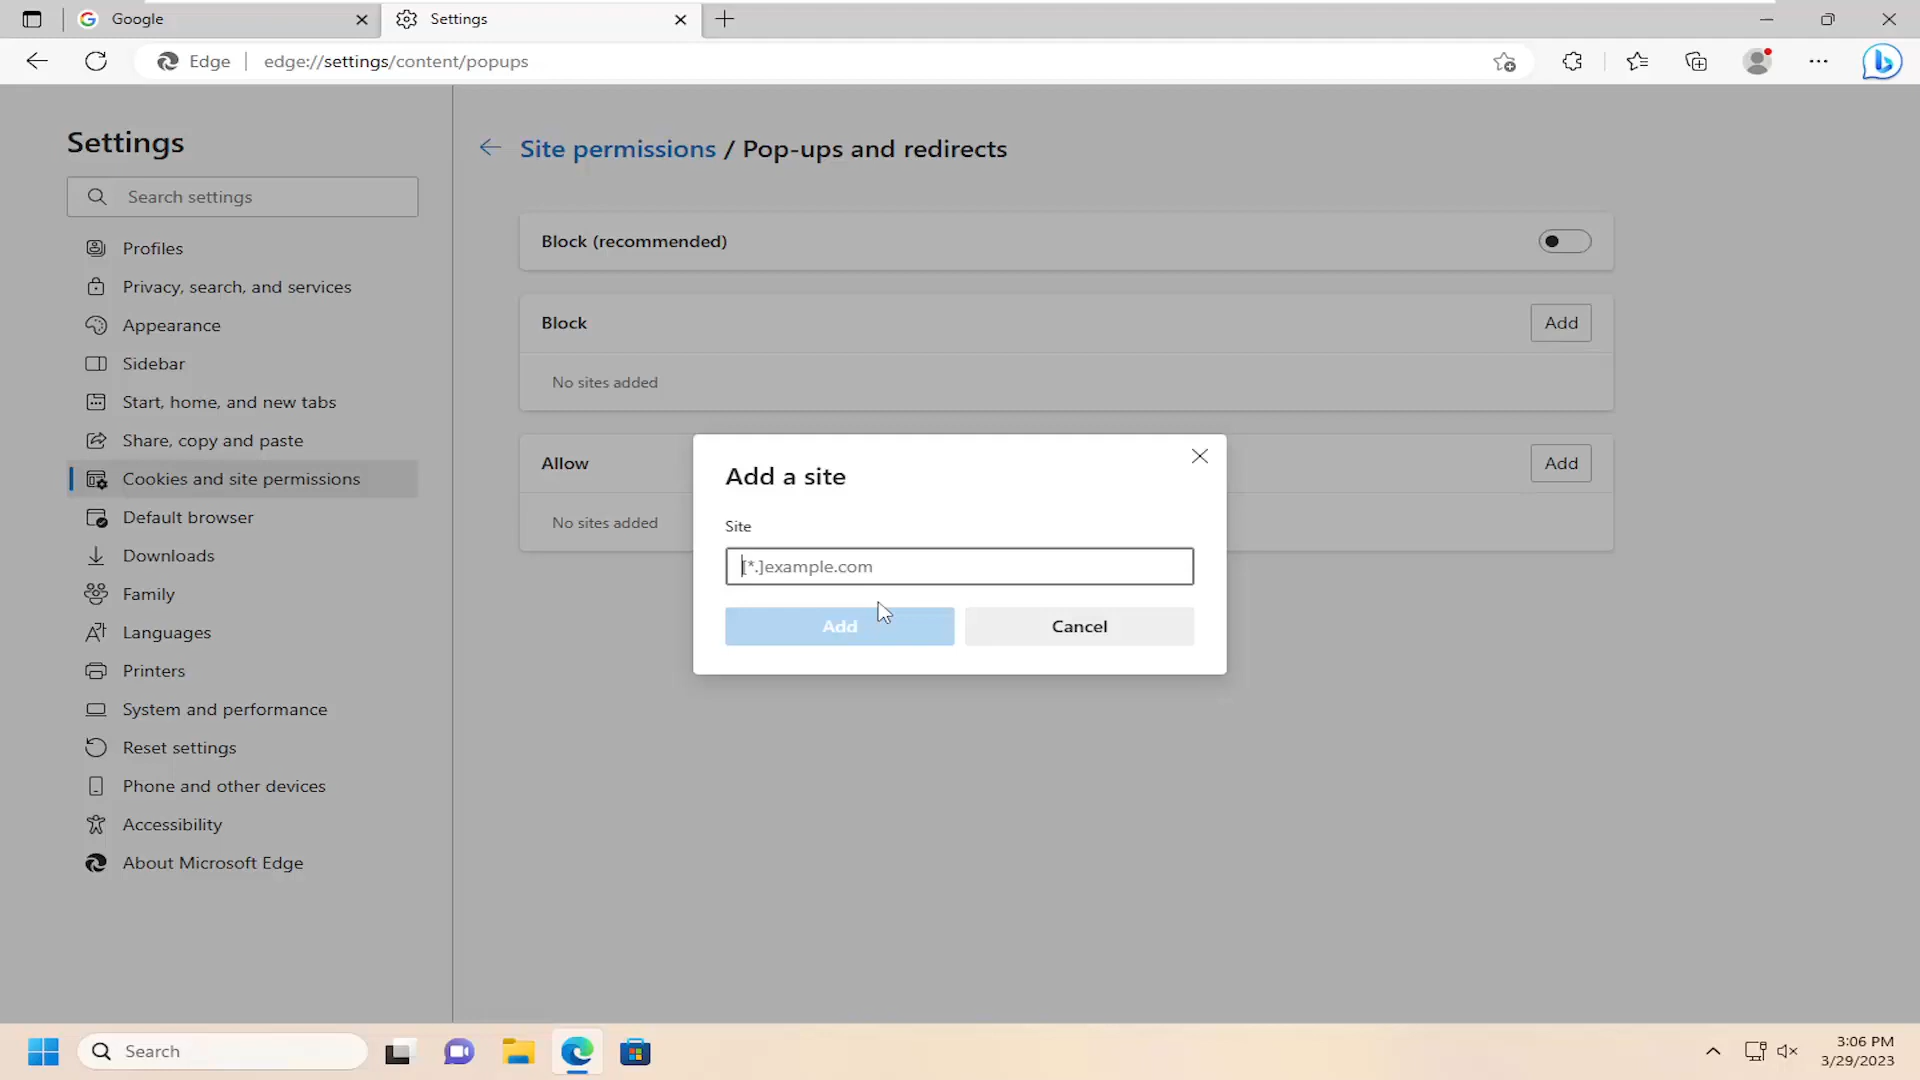 Google
Settings
Edge
edge://settings/content/popups
Settings
Search settings
Profiles
Privacy, search, and services
Appearance
Sidebar
Start, home, and new tabs
Share, copy and paste
Cookies and site permissions
Default browser
Downloads
Family
Languages
Printers
System and performance
Reset settings
Phone and other devices
Accessibility
About Microsoft Edge
Site permissions / Pop-ups and redirects
Block (recommended)
Block
Add
No sites added
Allow
Add
No sites added
Add a site
Site
[*.]example.com
Add
Cancel
Search
3:06 PM
3/29/2023